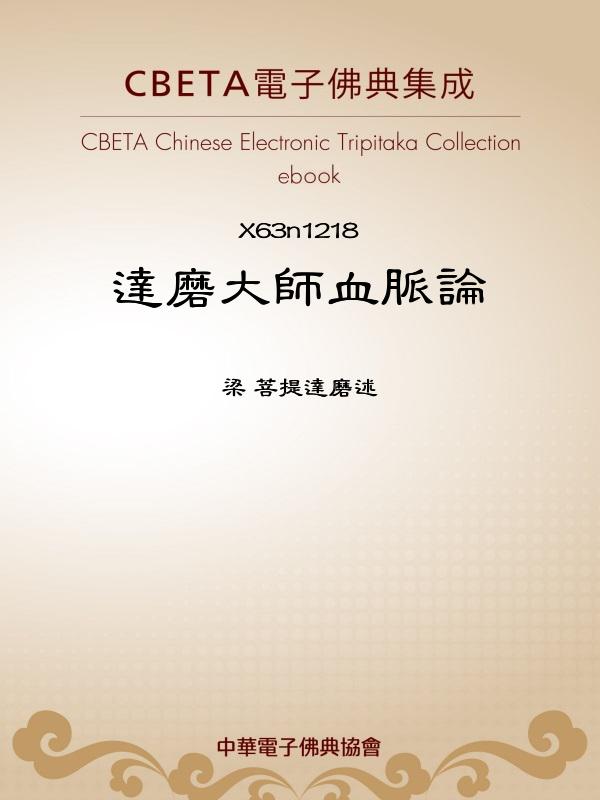 CBETA電子佛典集成
CBETA Chinese Electronic Tripitaka Collection
ebook
X63n1218
達磨大師血脈論
梁 菩提達磨述
中華電子佛典協會